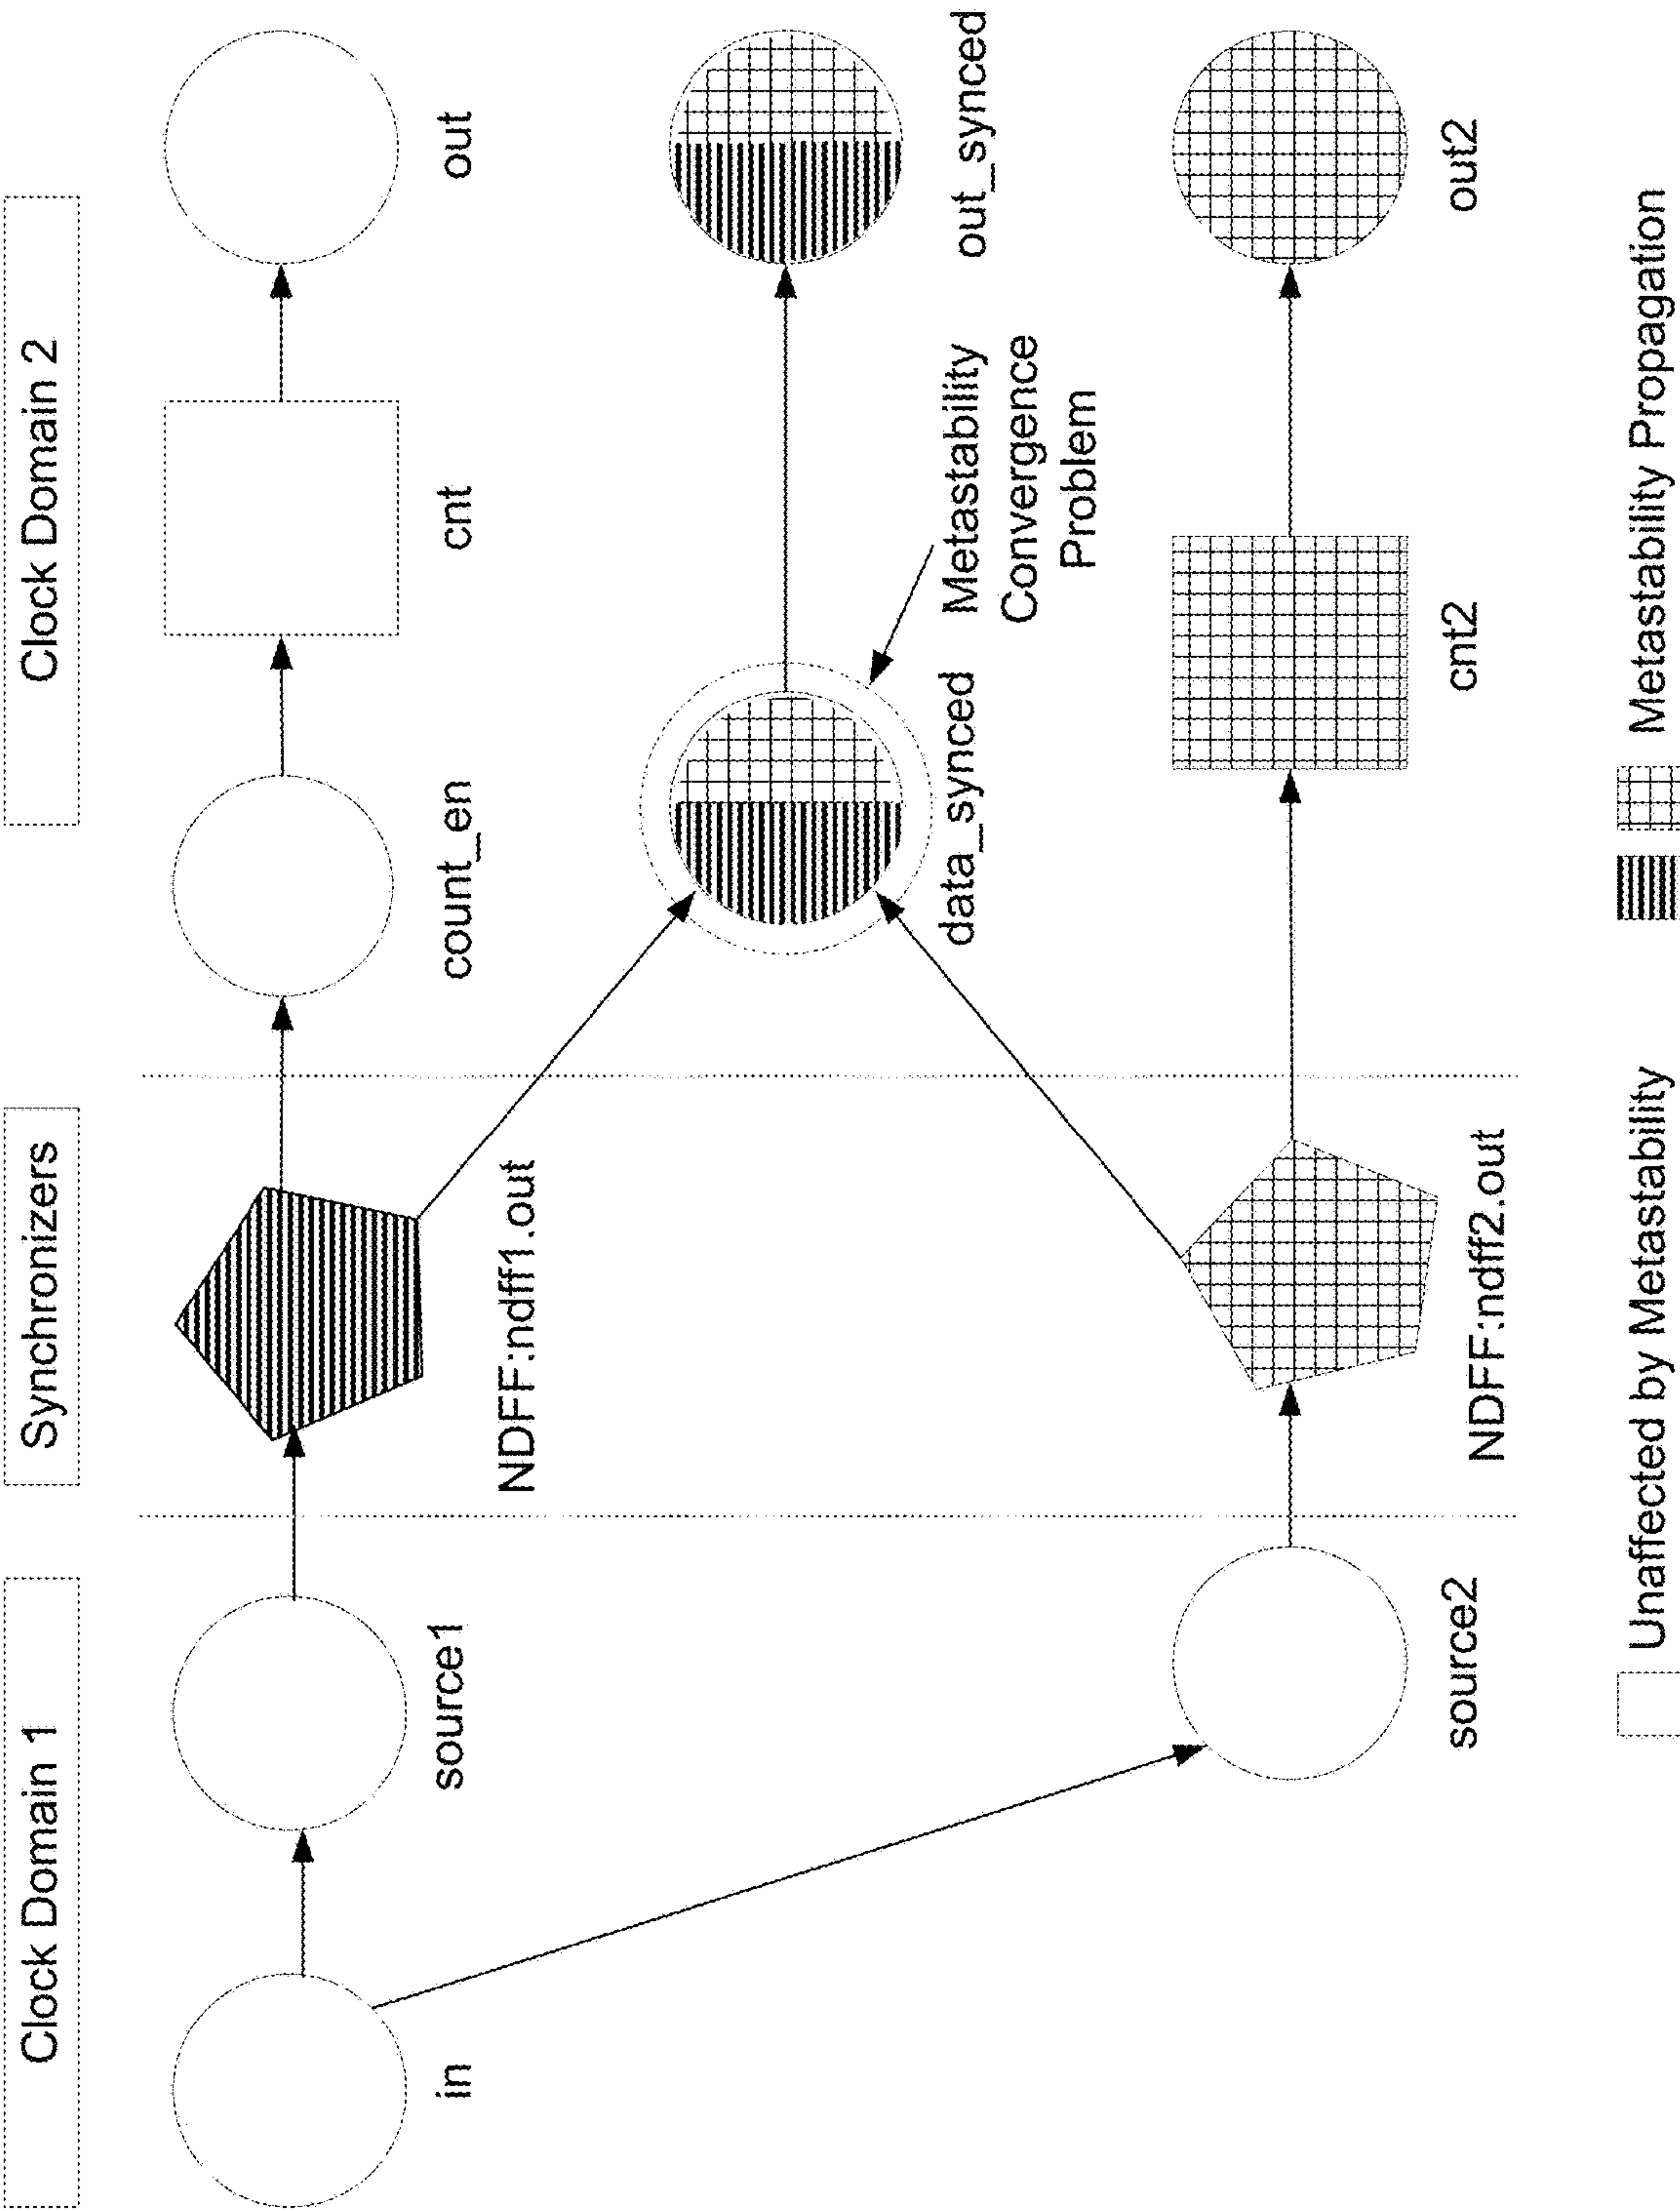 Clock Domain 1
Synchronizers
Clock Domain 2
in
source1
NDFF:ndff1.out
count_en
cnt
out
data_synced
Metastability
Convergence
Problem
out_synced
source2
NDFF:ndff2.out
cnt2
out2
Unaffected by Metastability
Metastability Propagation